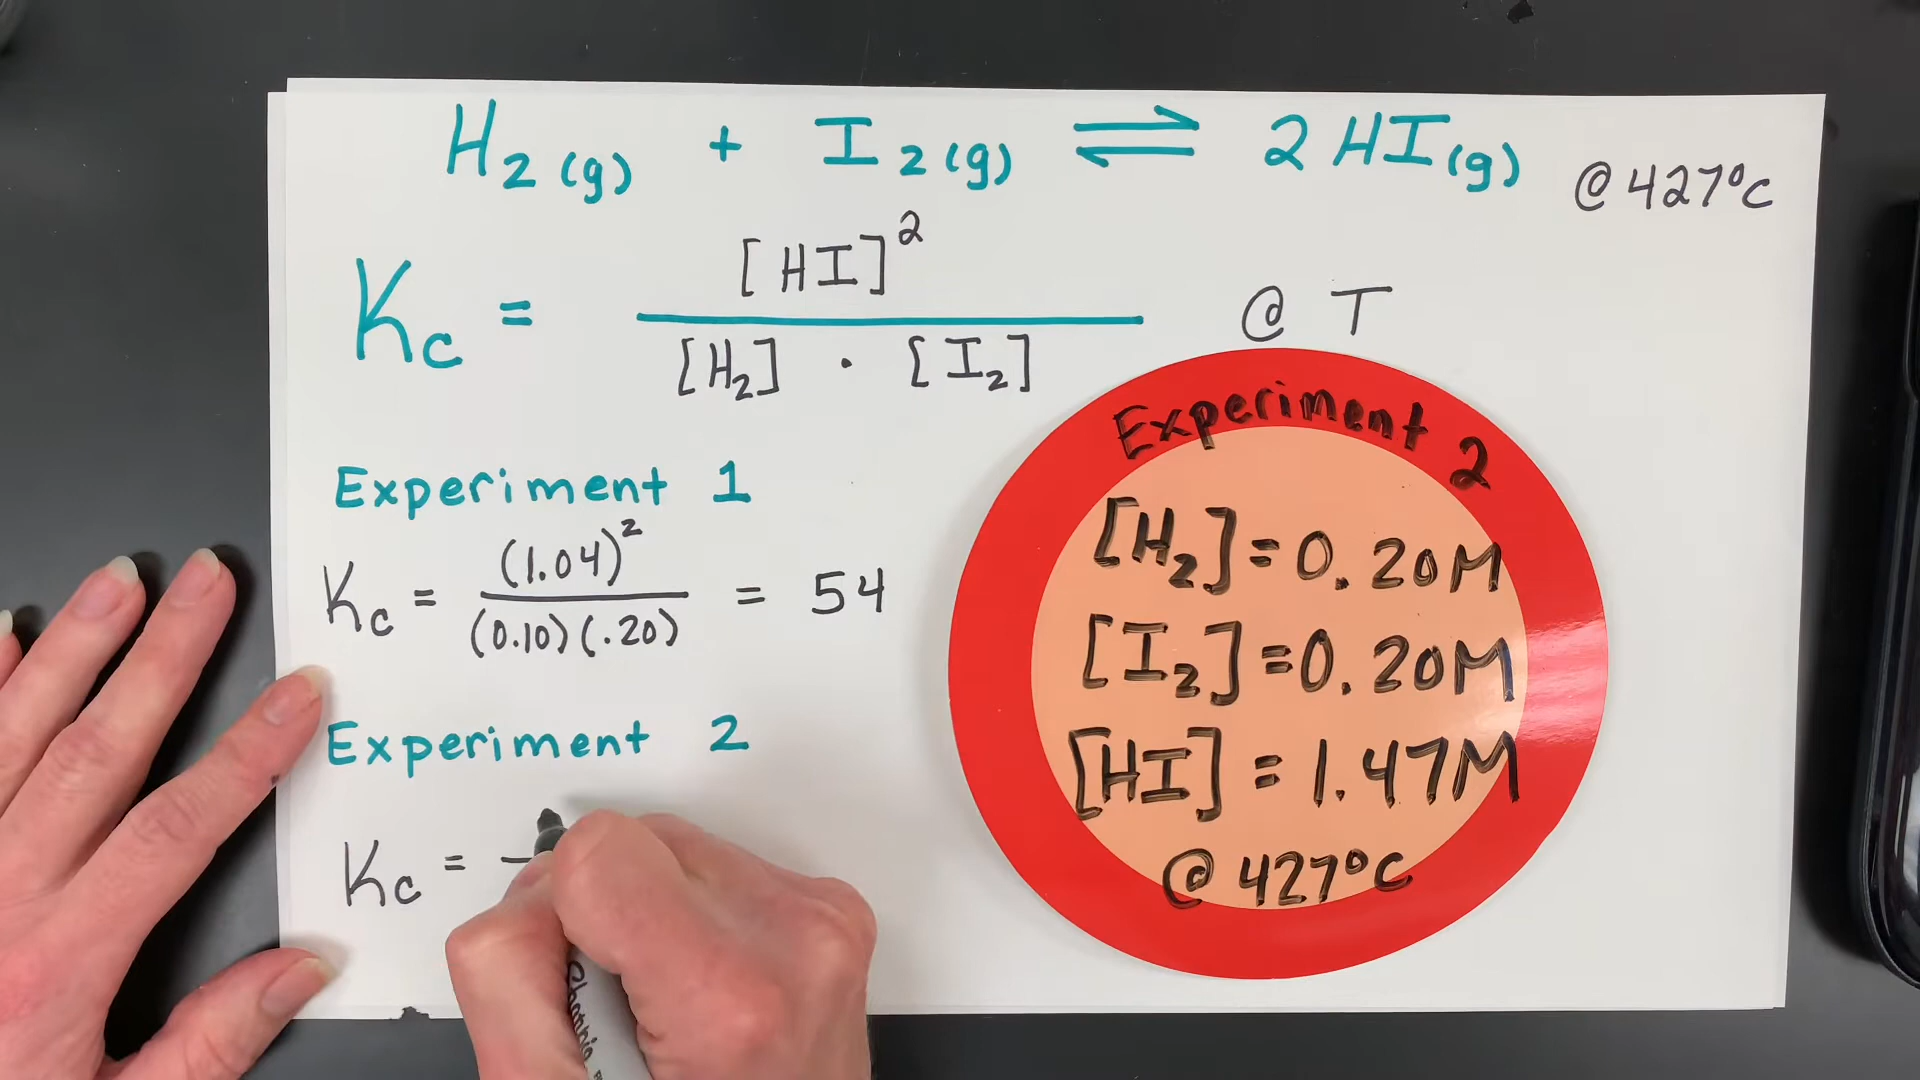 H2(g) + I2(g) ⇌ 2HI(g) @427°C
Kc = [HI]² / [H2] · [I2] @ T
Experiment 1
Kc = (1.04)² / (0.10)(.20) = 54
Experiment 2
Kc =
Experiment 2
[H2]=0.20M
[I2]=0.20M
[HI] = 1.47M
@427°C
Sharpie